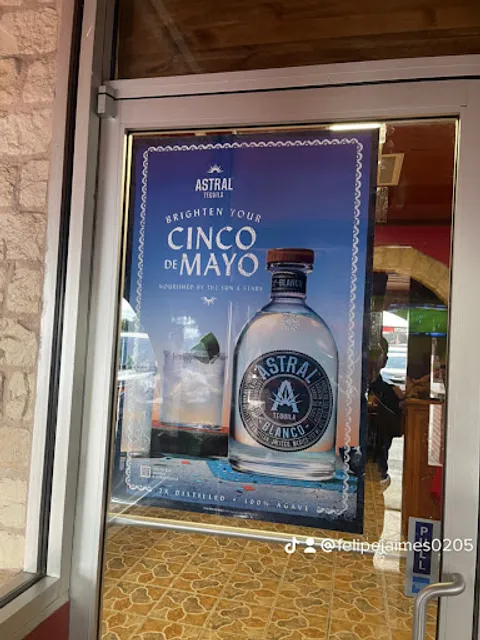 ASTRAL
TEQUILA
BRIGHTEN YOUR
CINCO
DE MAYO
NOURISHED BY THE SUN & STARS
BLANCO
ASTRAL
A
TEQUILA
BLANCO
2X DISTILLED • 100% AGAVE
PULL
@felipejaimes0205